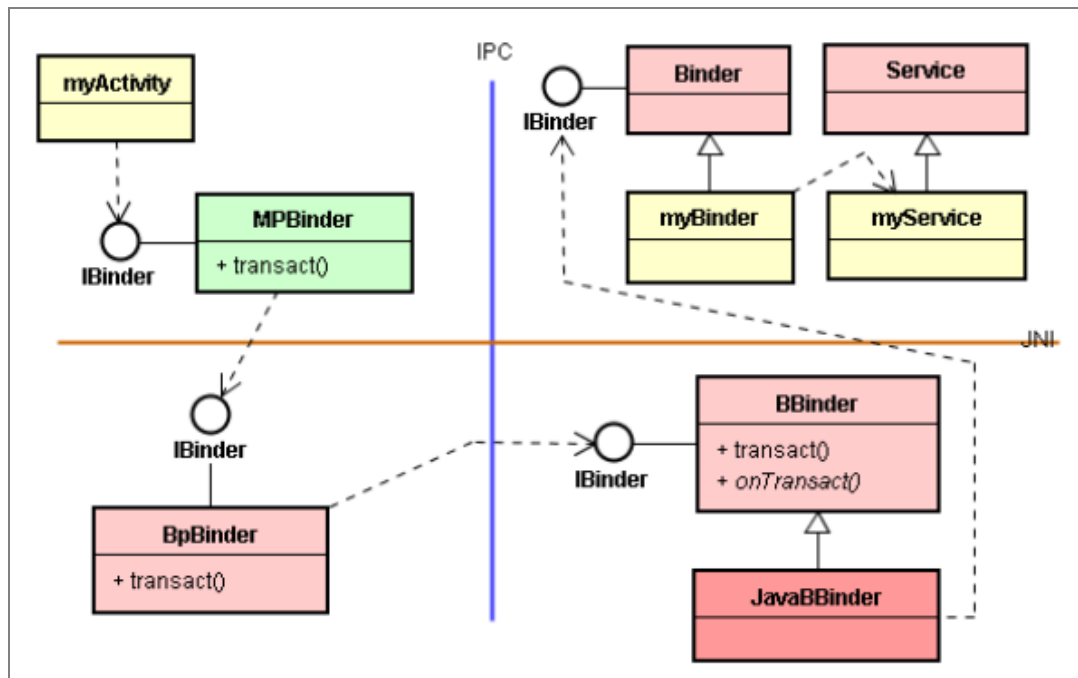 myActivity
IBinder
MPBinder
+ transact()
IPC
IBinder
Binder
Service
myBinder
myService
JNI
IBinder
BpBinder
+ transact()
IBinder
BBinder
+ transact()
+ onTransact()
JavaBBinder